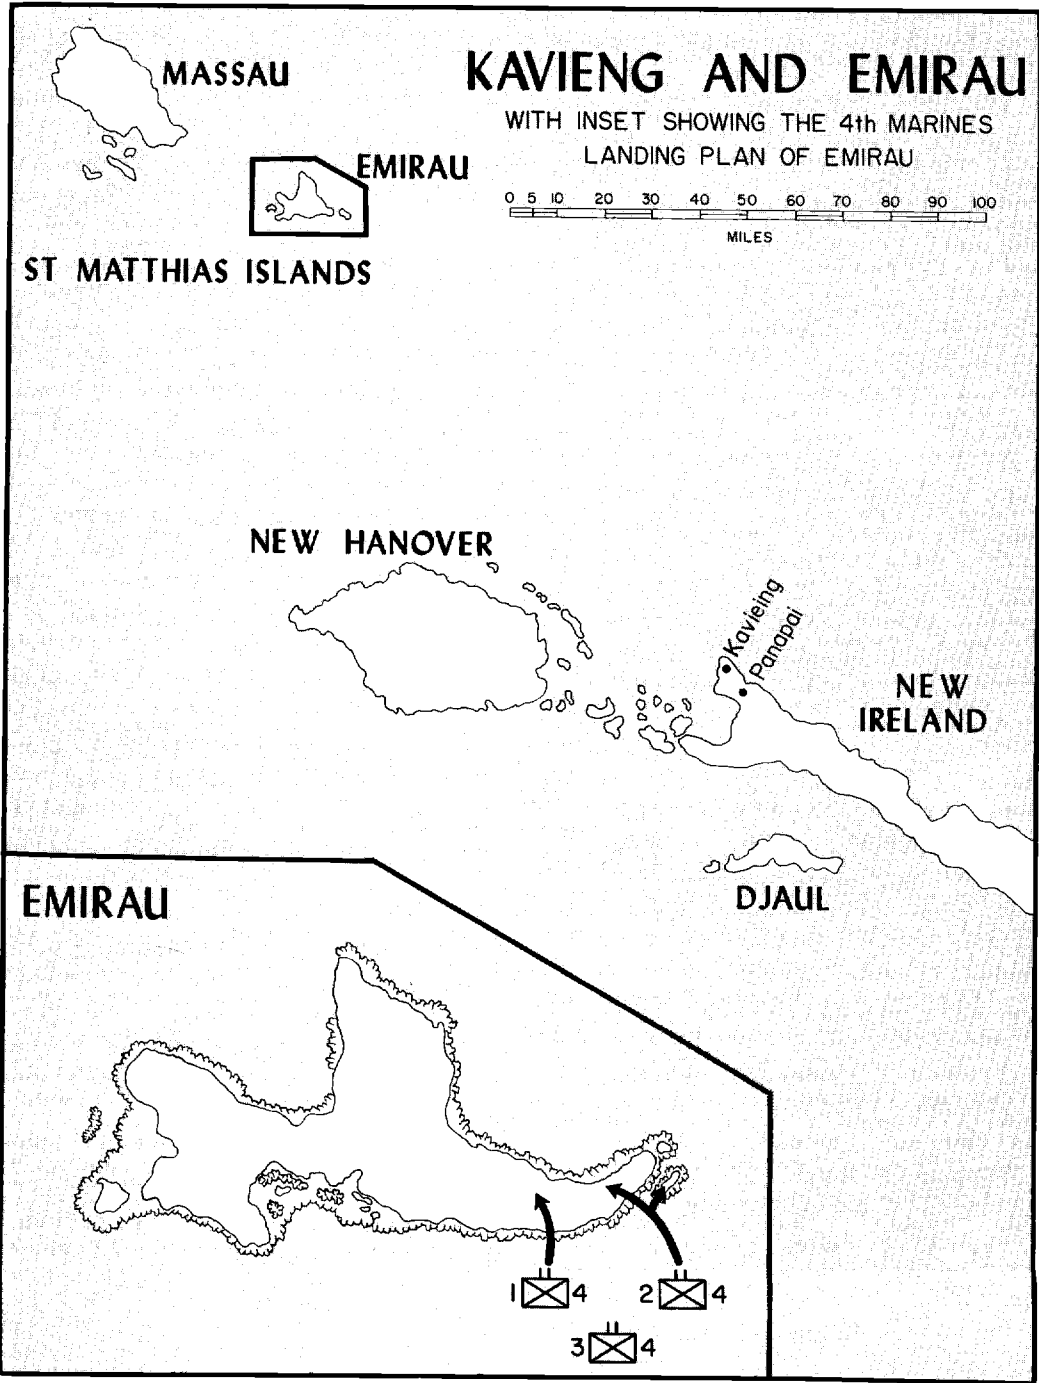 KAVIENG AND EMIRAU
WITH INSET SHOWING THE 4th MARINES
LANDING PLAN OF EMIRAU
0 5 10 20 30 40 50 60 70 80 90 100
MILES
MASSAU
EMIRAU
ST MATTHIAS ISLANDS
NEW HANOVER
Kavieing
Panapai
NEW
IRELAND
DJAUL
EMIRAU
1 4
2 4
3 4